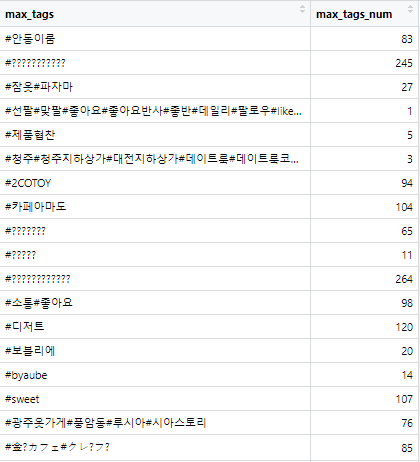 max_tags max_tags_num
#안동이룸 83
#??????????? 245
#잠옷#파자마 27
#선팔#맞팔#좋아요#좋아요반사#좋반#데일리#팔로우#like... 1
#제품협찬 5
#청주#청주지하상가#대전지하상가#데이트룩#데이트룩코... 3
#2COTOY 94
#카페아마도 104
#??????? 65
#????? 11
#???????????? 264
#소통#좋아요 98
#디저트 120
#보블리에 20
#byaube 14
#sweet 107
#광주옷가게#풍암동#루시아#시아스토리 76
#金?カフェ#クレ?フ? 85